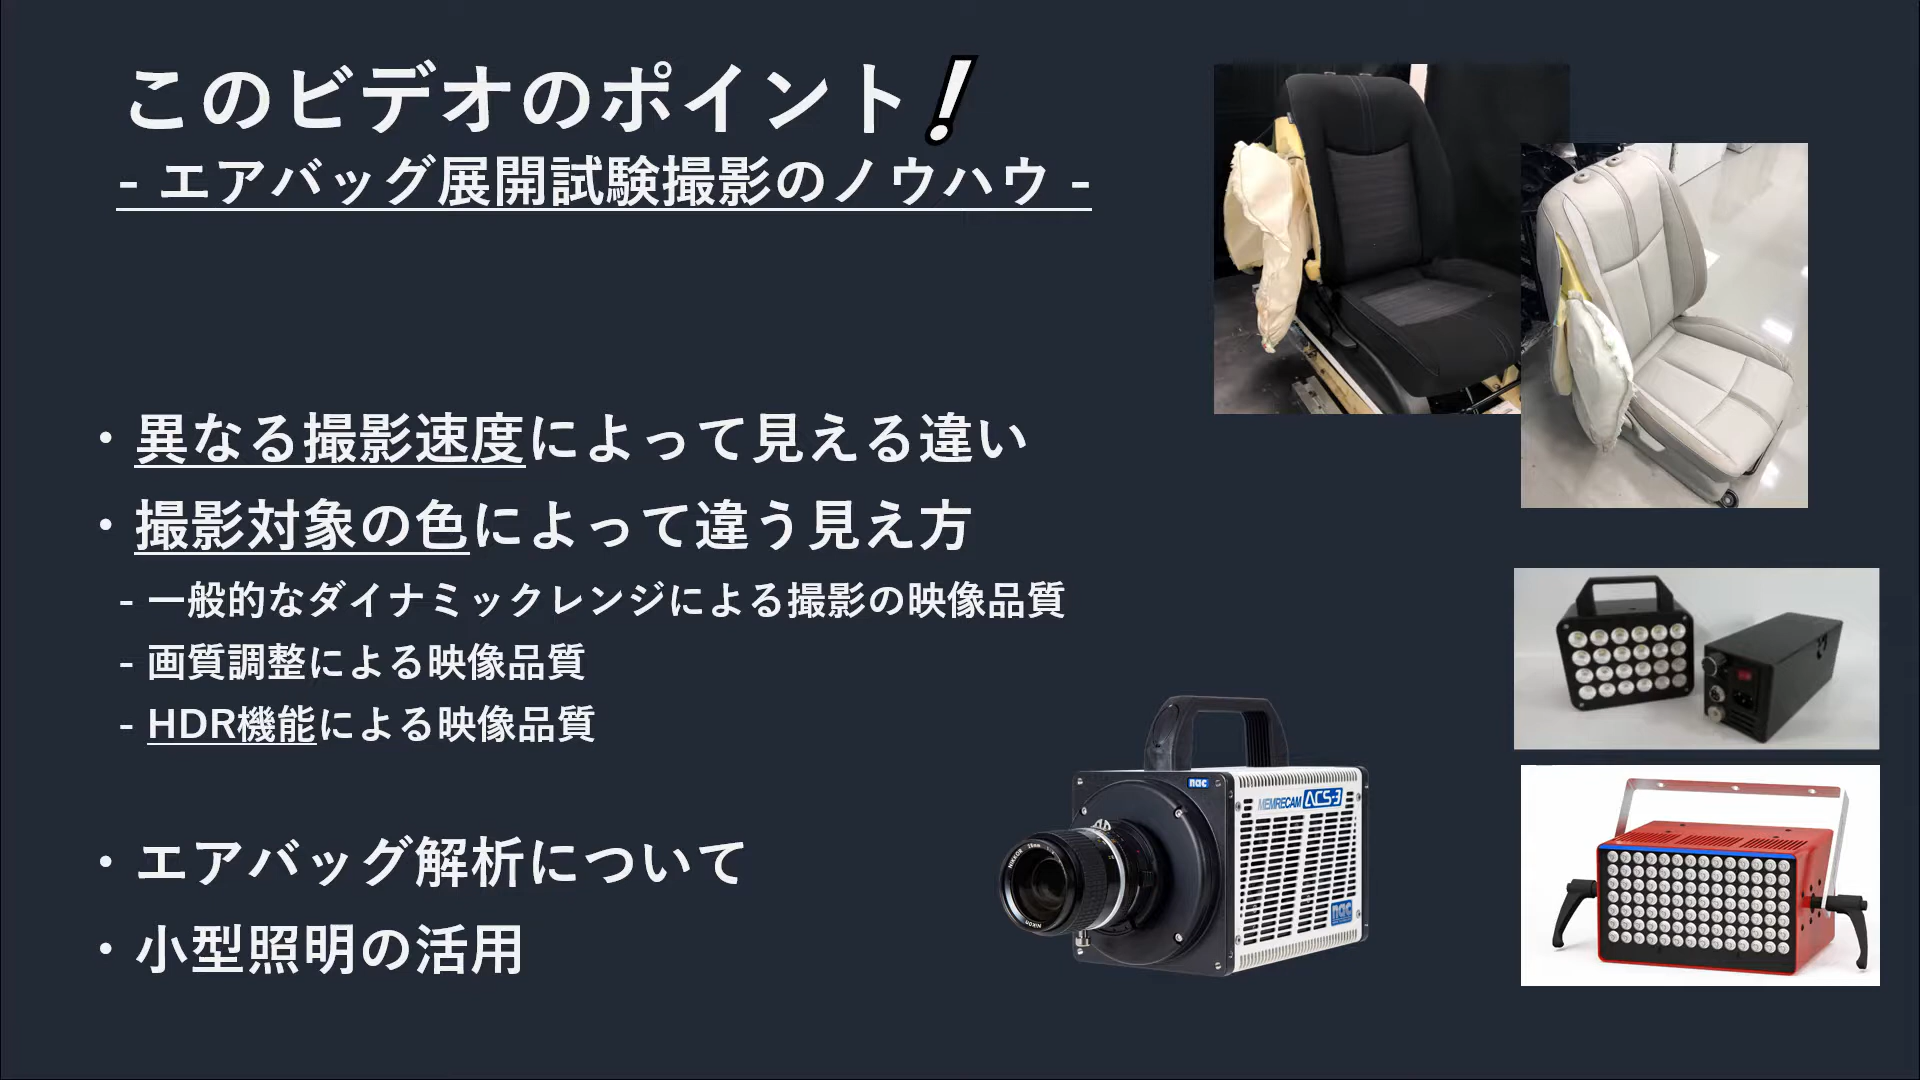 このビデオのポイント!
- エアバッグ展開試験撮影のノウハウ -
・異なる撮影速度によって見える違い
・撮影対象の色によって違う見え方
- 一般的なダイナミックレンジによる撮影の映像品質
- 画質調整による映像品質
- HDR機能による映像品質
・エアバッグ解析について
・小型照明の活用
nac
MEMRECAM ACS-3
nac
NIKKOR 28mm
NIKON